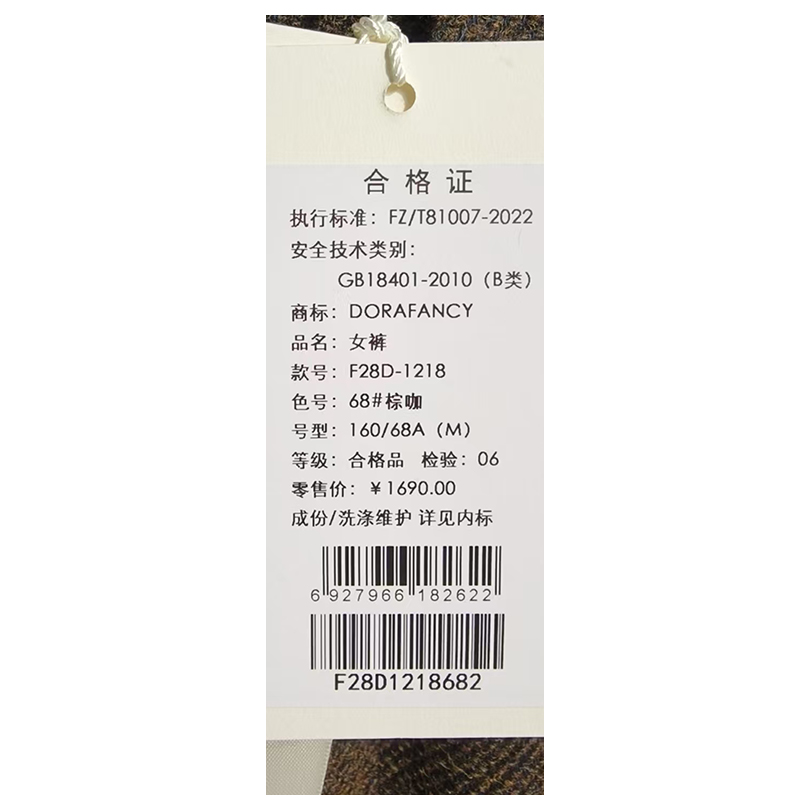 合格证
执行标准：FZ/T81007-2022
安全技术类别：
GB18401-2010（B类）
商标：DORAFANCY
品名：女裤
款号：F28D-1218
色号：68#棕咖
号型：160/68A（M）
等级：合格品 检验：06
零售价：￥1690.00
成份/洗涤维护 详见内标
6 927966 182622
F28D1218682